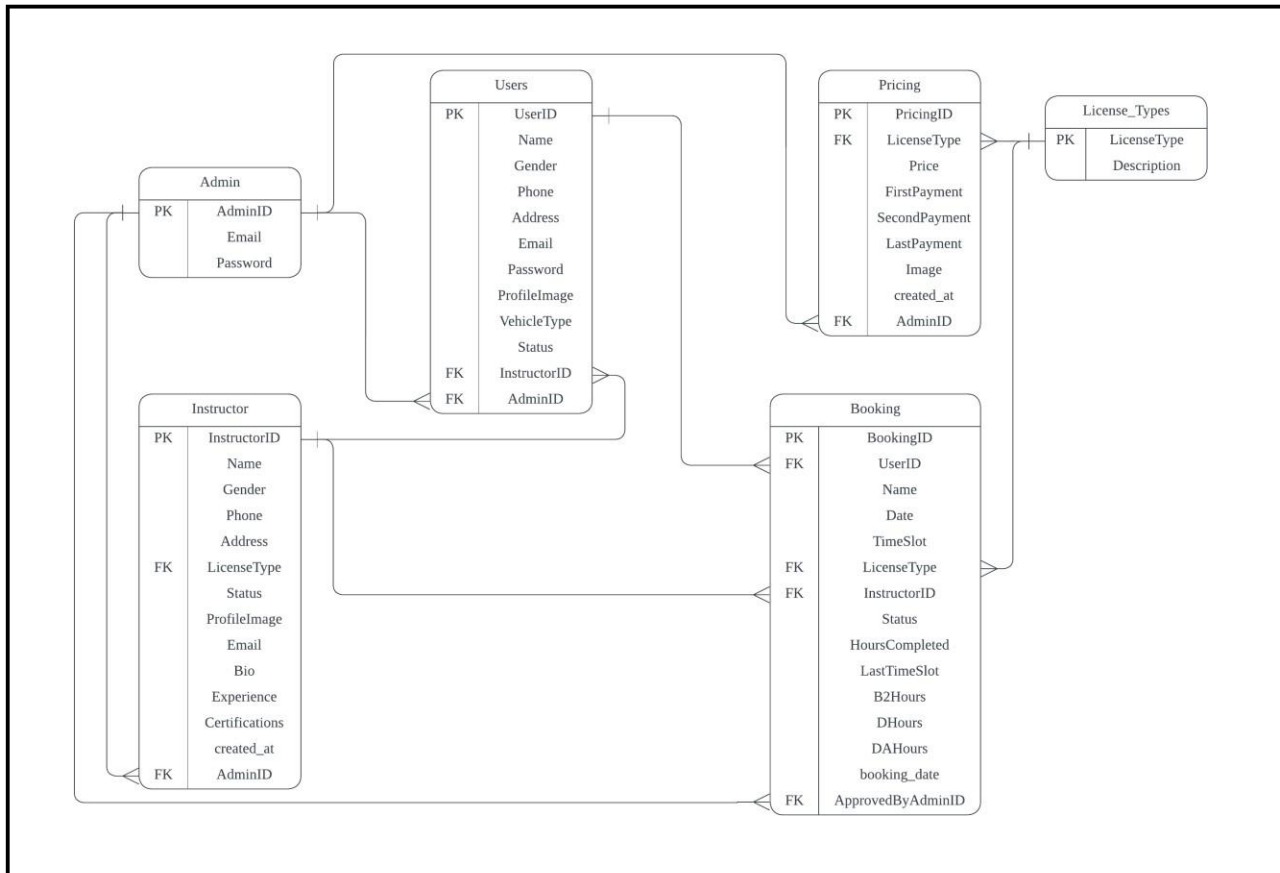 Users
PK UserID
Name
Gender
Phone
Address
Email
Password
ProfileImage
VehicleType
Status
FK InstructorID
FK AdminID
Pricing
PK PricingID
FK LicenseType
Price
FirstPayment
SecondPayment
LastPayment
Image
created_at
FK AdminID
License_Types
PK LicenseType
Description
Admin
PK AdminID
Email
Password
Instructor
PK InstructorID
Name
Gender
Phone
Address
FK LicenseType
Status
ProfileImage
Email
Bio
Experience
Certifications
created_at
FK AdminID
Booking
PK BookingID
FK UserID
Name
Date
TimeSlot
FK LicenseType
FK InstructorID
Status
HoursCompleted
LastTimeSlot
B2Hours
DHours
DAHours
booking_date
FK ApprovedByAdminID